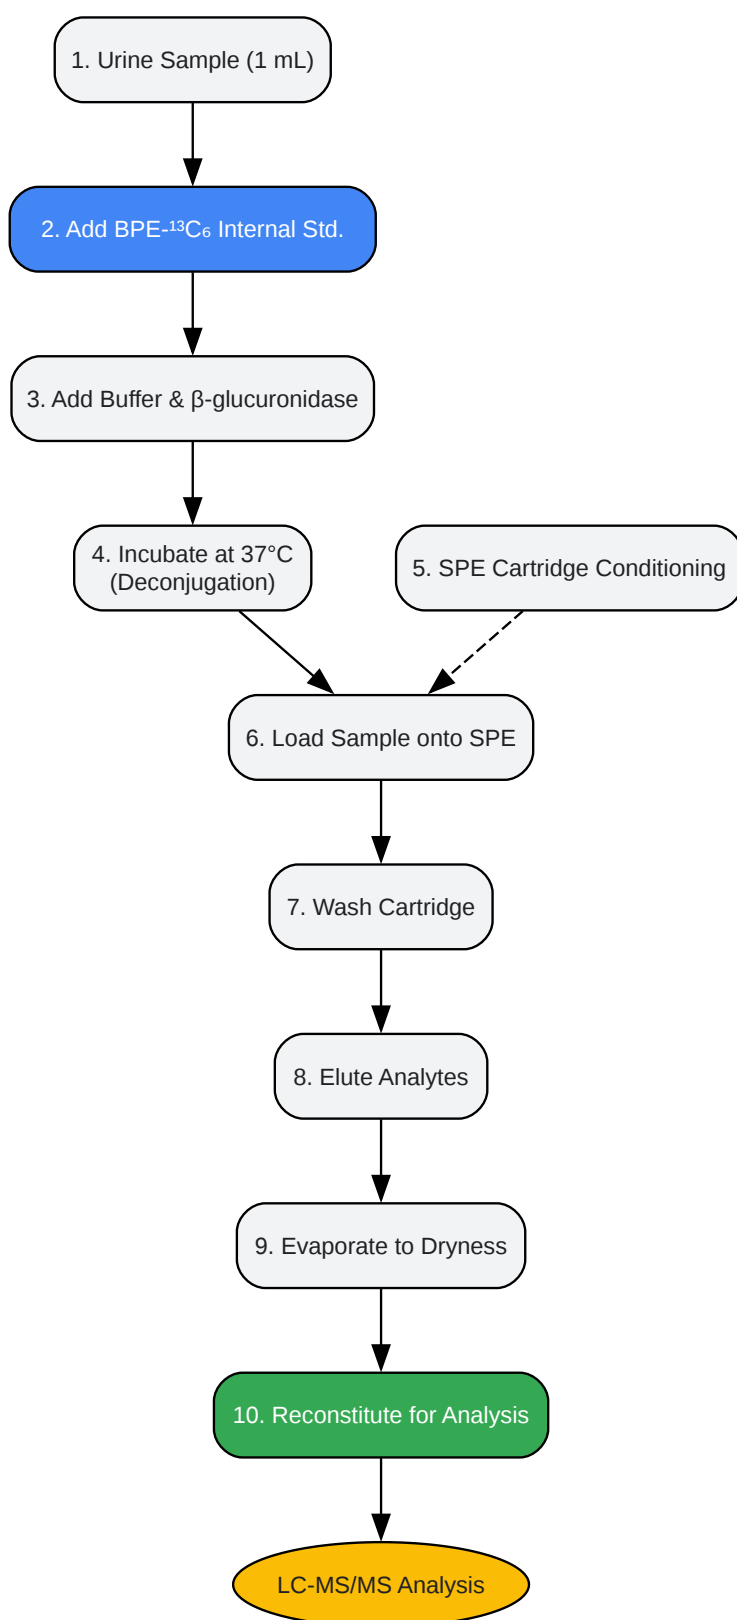 1. Urine Sample (1 mL)
2. Add BPE-¹³C₆ Internal Std.
3. Add Buffer & β-glucuronidase
4. Incubate at 37°C
(Deconjugation)
5. SPE Cartridge Conditioning
6. Load Sample onto SPE
7. Wash Cartridge
8. Elute Analytes
9. Evaporate to Dryness
10. Reconstitute for Analysis
LC-MS/MS Analysis